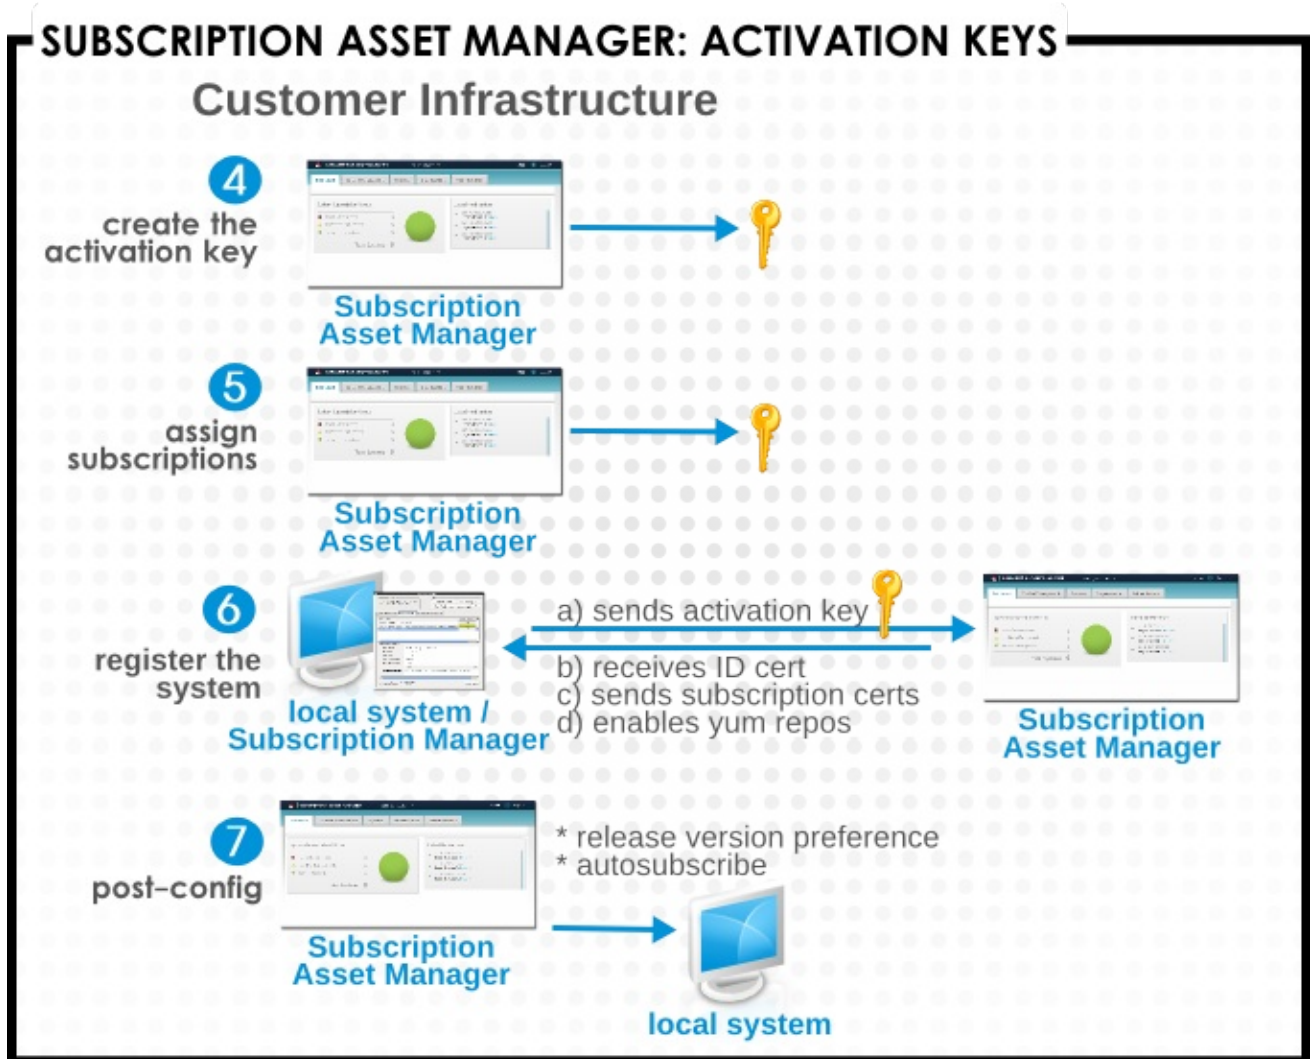 SUBSCRIPTION ASSET MANAGER: ACTIVATION KEYS
Customer Infrastructure
4
create the
activation key
Subscription
Asset Manager
5
assign
subscriptions
Subscription
Asset Manager
6
register the
system
local system /
Subscription Manager
a) sends activation key
b) receives ID cert
c) sends subscription certs
d) enables yum repos
Subscription
Asset Manager
7
post-config
Subscription
Asset Manager
* release version preference
* autosubscribe
local system